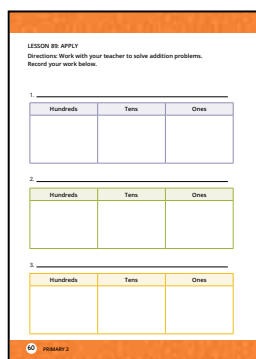 LESSON 89: APPLY
Directions: Work with your teacher to solve addition problems.
Record your work below.
1.
Hundreds Tens Ones
2.
Hundreds Tens Ones
3.
Hundreds Tens Ones
60 PRIMARY 2